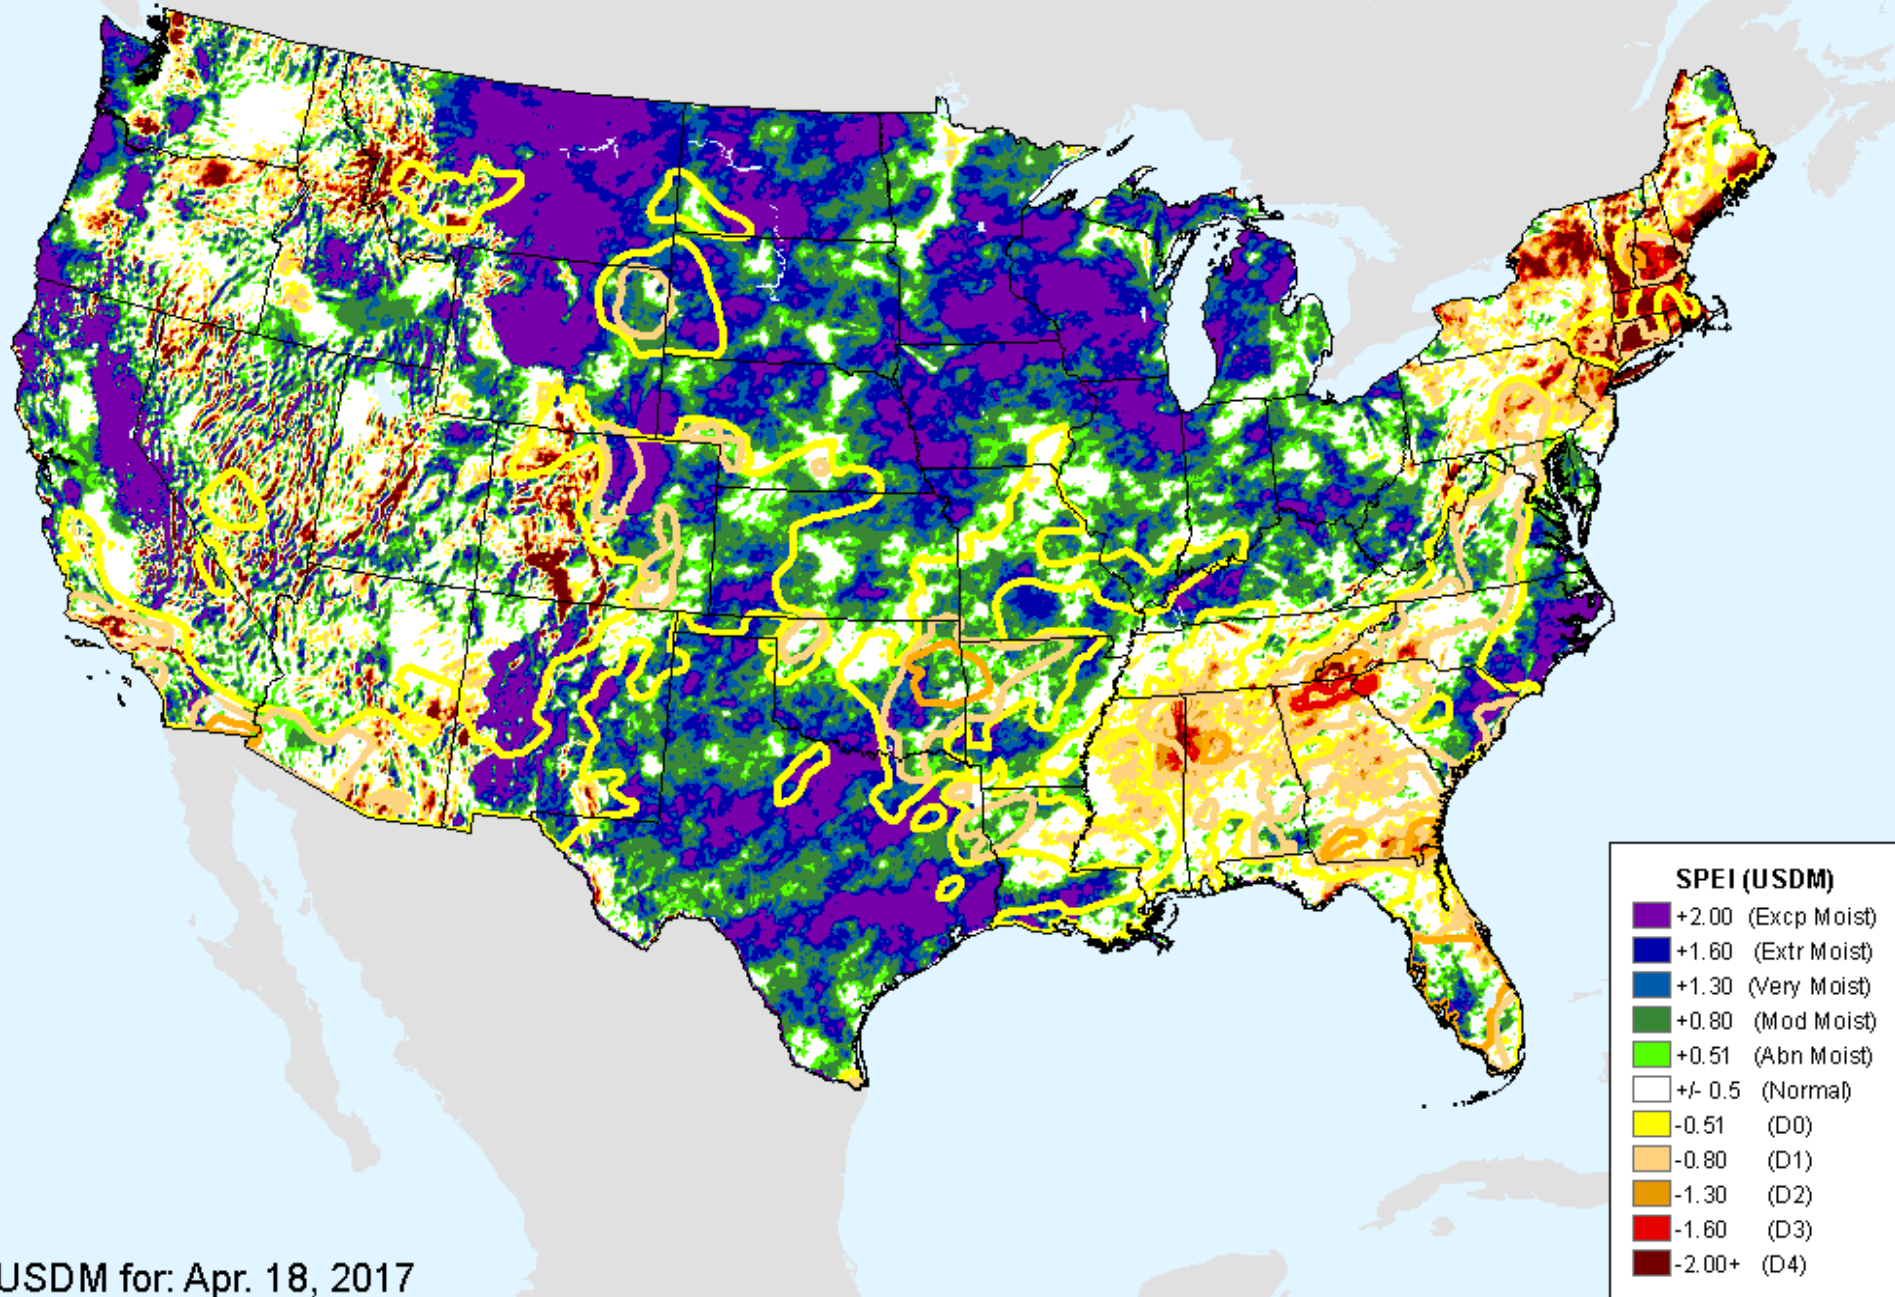 SPEI (USDM)
+2.00 (Excp Moist)
+1.60 (Extr Moist)
+1.30 (Very Moist)
+0.80 (Mod Moist)
+0.51 (Abn Moist)
+/- 0.5 (Normal)
-0.51 (D0)
-0.80 (D1)
-1.30 (D2)
-1.60 (D3)
-2.00+ (D4)
USDM for: Apr. 18, 2017